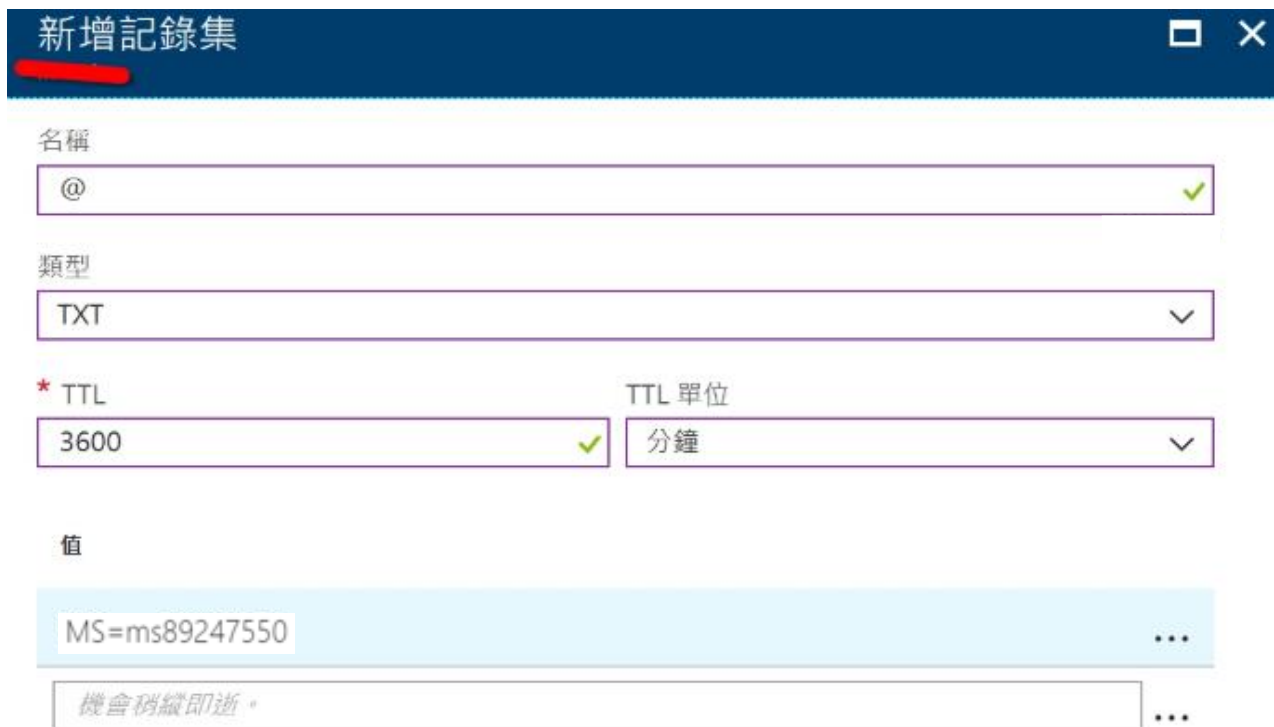 新增記錄集
名稱
@
類型
TXT
* TTL
TTL 單位
3600
分鐘
值
MS=ms89247550
...
機會稍縱即逝。
...